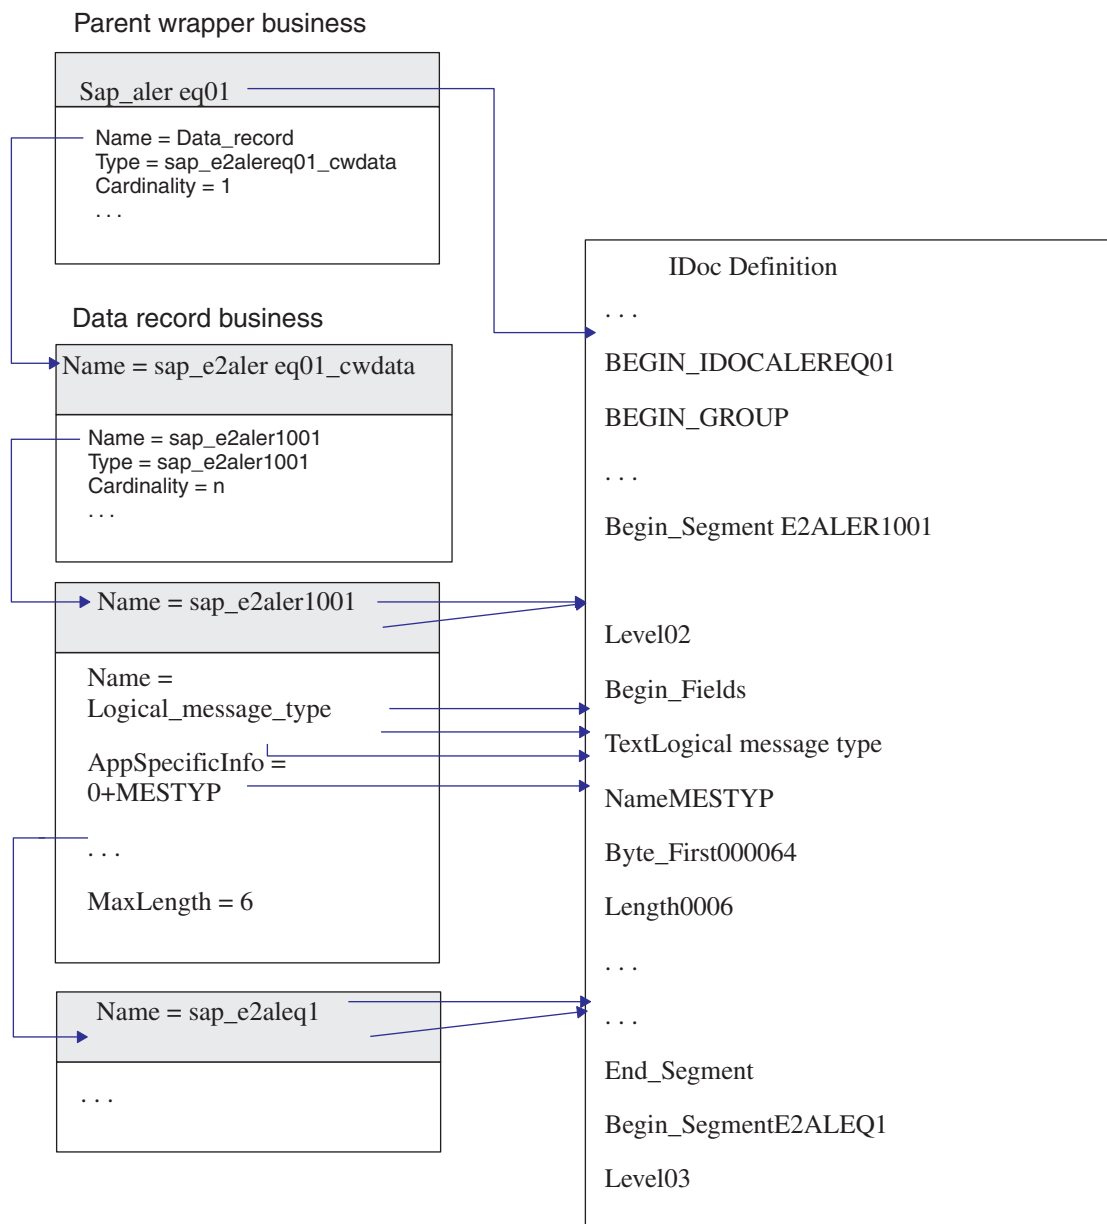 Parent wrapper business
Sap_aler eq01
Name = Data_record
Type = sap_e2alereq01_cwdata
Cardinality = 1
. . .
Data record business
Name = sap_e2aler eq01_cwdata
Name = sap_e2aler1001
Type = sap_e2aler1001
Cardinality = n
. . .
Name = sap_e2aler1001
Name =
Logical_message_type
AppSpecificInfo =
0+MESTYP
. . .
MaxLength = 6
Name = sap_e2aleq1
. . .
IDoc Definition
. . .
BEGIN_IDOCALEREQ01
BEGIN_GROUP
. . .
Begin_Segment E2ALER1001
Level02
Begin_Fields
TextLogical message type
NameMESTYP
Byte_First000064
Length0006
. . .
. . .
End_Segment
Begin_SegmentE2ALEQ1
Level03